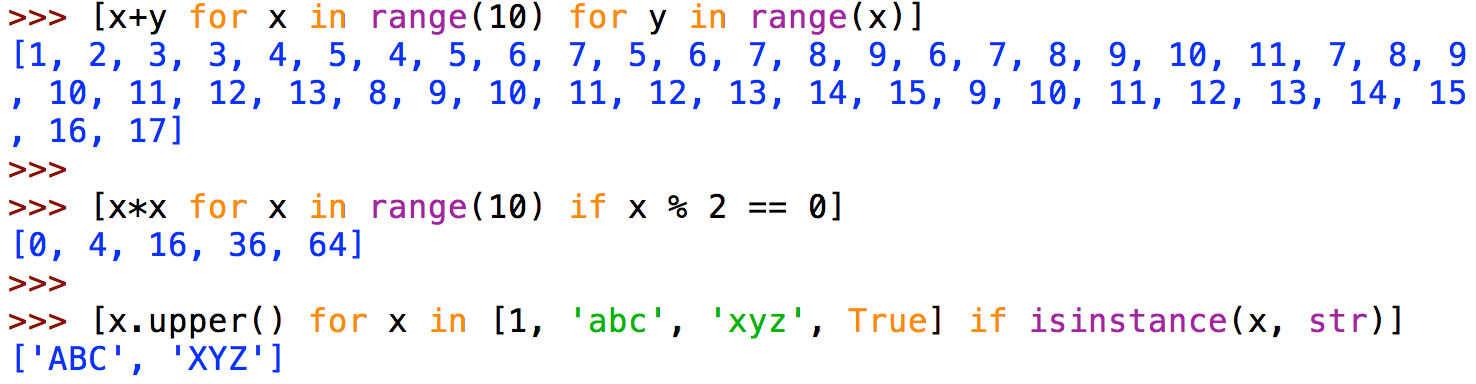 >>> [x+y for x in range(10) for y in range(x)]
[1, 2, 3, 3, 4, 5, 4, 5, 6, 7, 5, 6, 7, 8, 9, 6, 7, 8, 9, 10, 11, 7, 8, 9
, 10, 11, 12, 13, 8, 9, 10, 11, 12, 13, 14, 15, 9, 10, 11, 12, 13, 14, 15
, 16, 17]
>>>
>>> [x*x for x in range(10) if x % 2 == 0]
[0, 4, 16, 36, 64]
>>>
>>> [x.upper() for x in [1, 'abc', 'xyz', True] if isinstance(x, str)]
['ABC', 'XYZ']